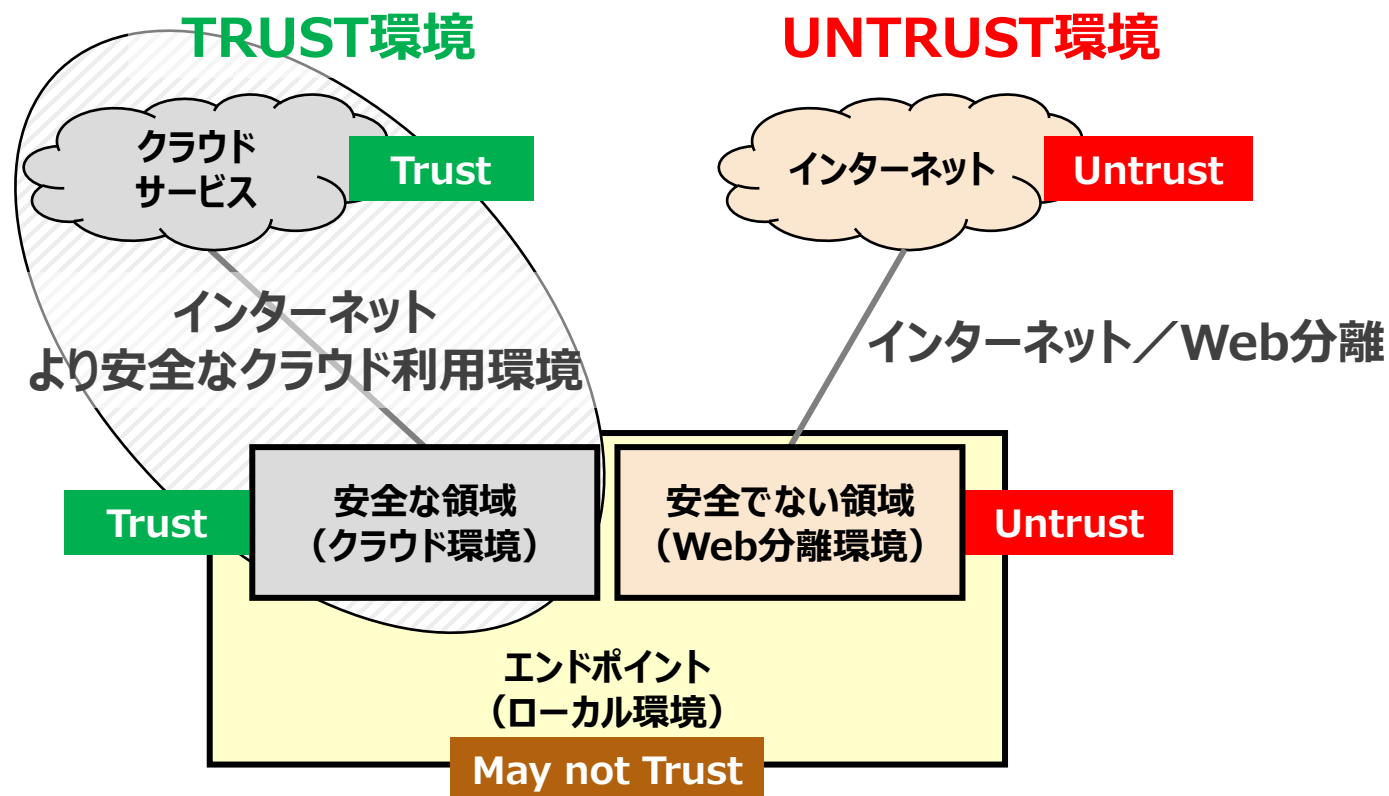 TRUST環境
UNTRUST環境
クラウド
サービス
Trust
インターネット
Untrust
インターネット
より安全なクラウド利用環境
インターネット／Web分離
Trust
安全な領域
（クラウド環境）
安全でない領域
（Web分離環境）
Untrust
エンドポイント
（ローカル環境）
May not Trust